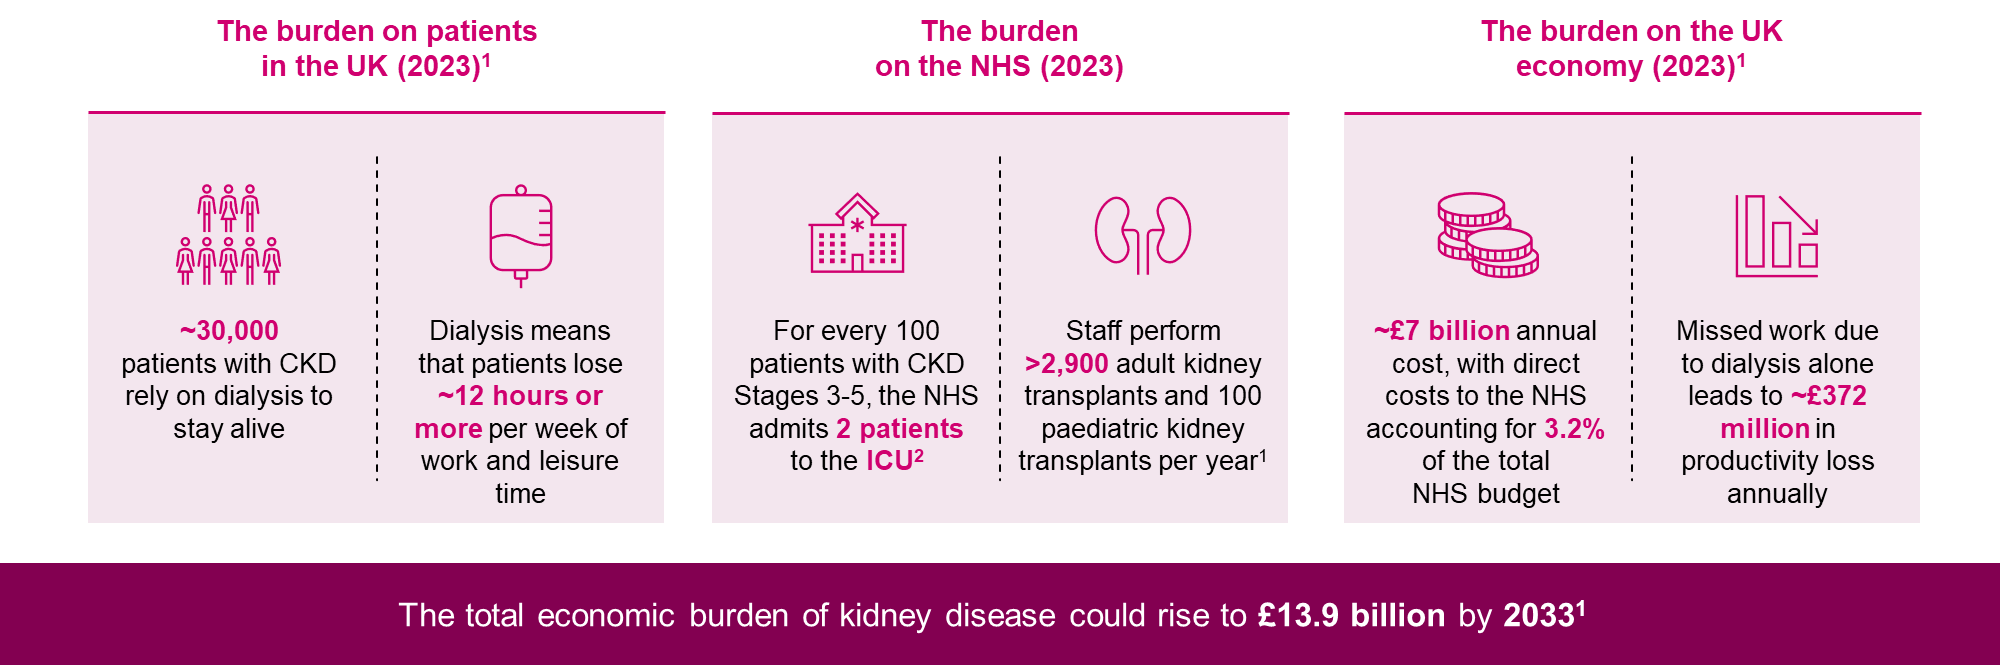 The burden on patients
in the UK (2023)¹
~30,000
patients with CKD
rely on dialysis to
stay alive
Dialysis means
that patients lose
~12 hours or
more per week of
work and leisure
time
The burden
on the NHS (2023)
For every 100
patients with CKD
Stages 3-5, the NHS
admits 2 patients
to the ICU²
Staff perform
>2,900 adult kidney
transplants and 100
paediatric kidney
transplants per year¹
The burden on the UK
economy (2023)¹
~£7 billion annual
cost, with direct
costs to the NHS
accounting for 3.2%
of the total
NHS budget
Missed work due
to dialysis alone
leads to ~£372
million in
productivity loss
annually
The total economic burden of kidney disease could rise to £13.9 billion by 2033¹